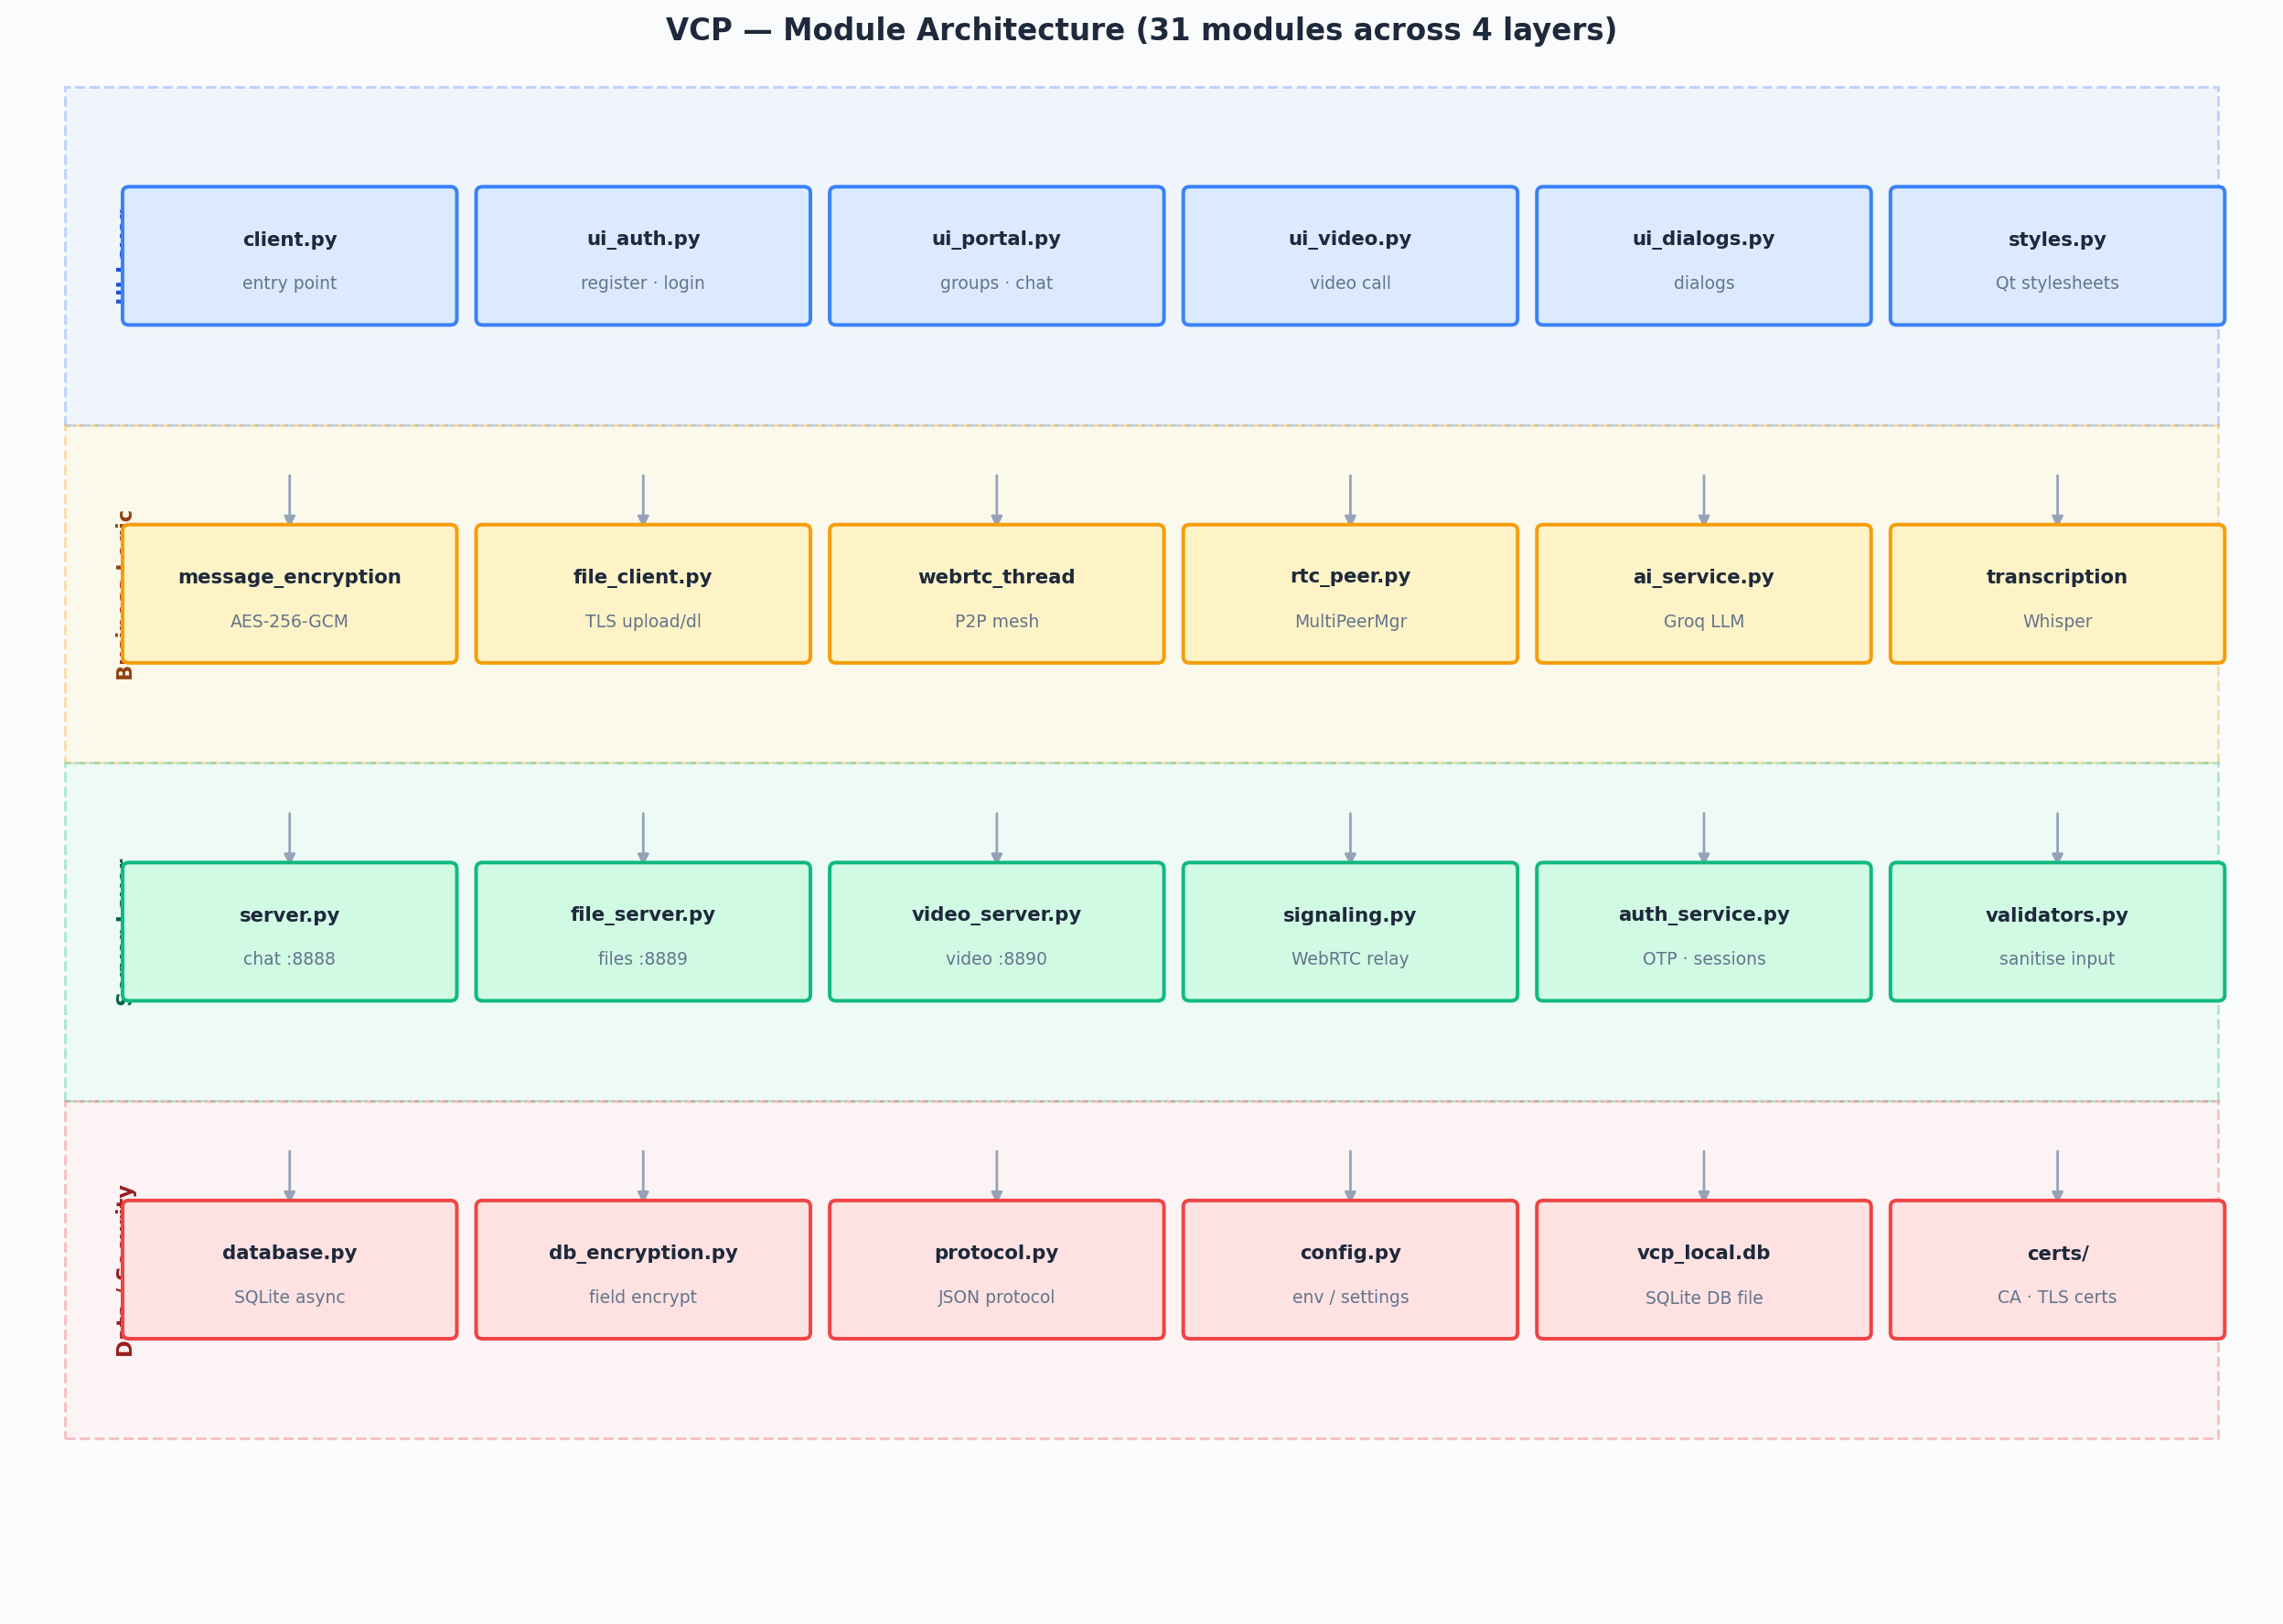 VCP — Module Architecture (31 modules across 4 layers)
client.py
entry point
ui_auth.py
register · login
ui_portal.py
groups · chat
ui_video.py
video call
ui_dialogs.py
dialogs
styles.py
Qt stylesheets
message_encryption
AES-256-GCM
file_client.py
TLS upload/dl
webrtc_thread
P2P mesh
rtc_peer.py
MultiPeerMgr
ai_service.py
Groq LLM
transcription
Whisper
server.py
chat :8888
file_server.py
files :8889
video_server.py
video :8890
signaling.py
WebRTC relay
auth_service.py
OTP · sessions
validators.py
sanitise input
database.py
SQLite async
db_encryption.py
field encrypt
protocol.py
JSON protocol
config.py
env / settings
vcp_local.db
SQLite DB file
certs/
CA · TLS certs